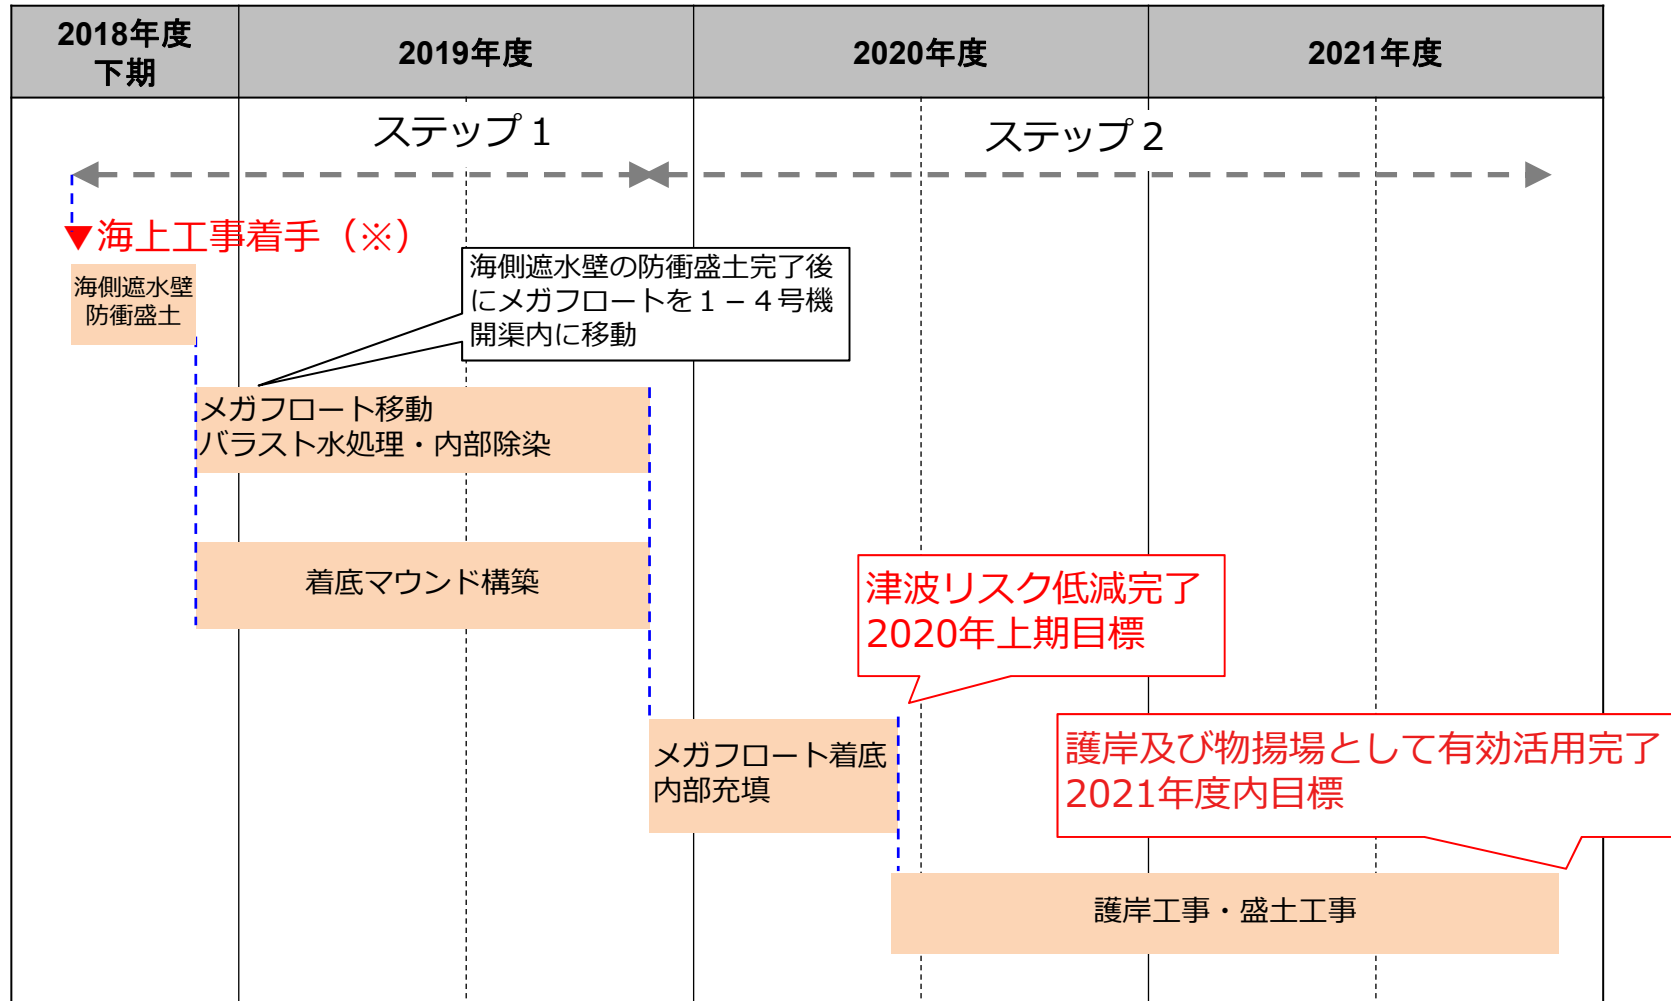 2018年度
下期
2019年度
2020年度
2021年度
ステップ１
ステップ２
▼海上工事着手（※）
海側遮水壁
防衝盛土
海側遮水壁の防衝盛土完了後
にメガフロートを１－４号機
開渠内に移動
メガフロート移動
バラスト水処理・内部除染
着底マウンド構築
津波リスク低減完了
2020年上期目標
メガフロート着底
内部充填
護岸及び物揚場として有効活用完了
2021年度内目標
護岸工事・盛土工事